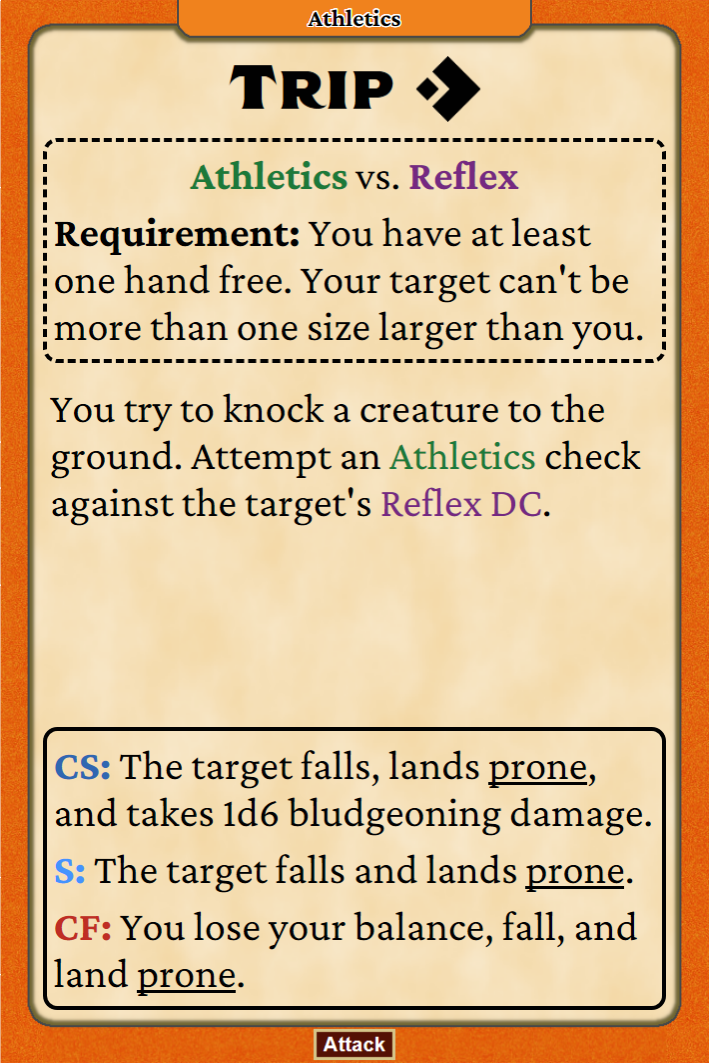 Athletics
Trip
Athletics vs. Reflex
Requirement: You have at least
one hand free. Your target can't be
more than one size larger than you.
You try to knock a creature to the
ground. Attempt an Athletics check
against the target's Reflex DC.
CS: The target falls, lands prone,
and takes 1d6 bludgeoning damage.
S: The target falls and lands prone.
CF: You lose your balance, fall, and
land prone.
Attack